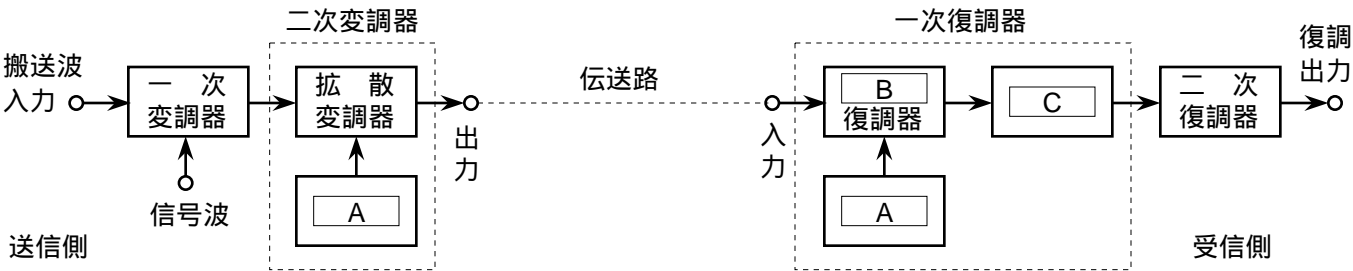 二次変調器
一次復調器
搬送波
入力
一 次
変調器
拡 散
変調器
出
力
伝送路
入
力
B
復調器
C
二 次
復調器
復調
出力
信号波
A
A
送信側
受信側